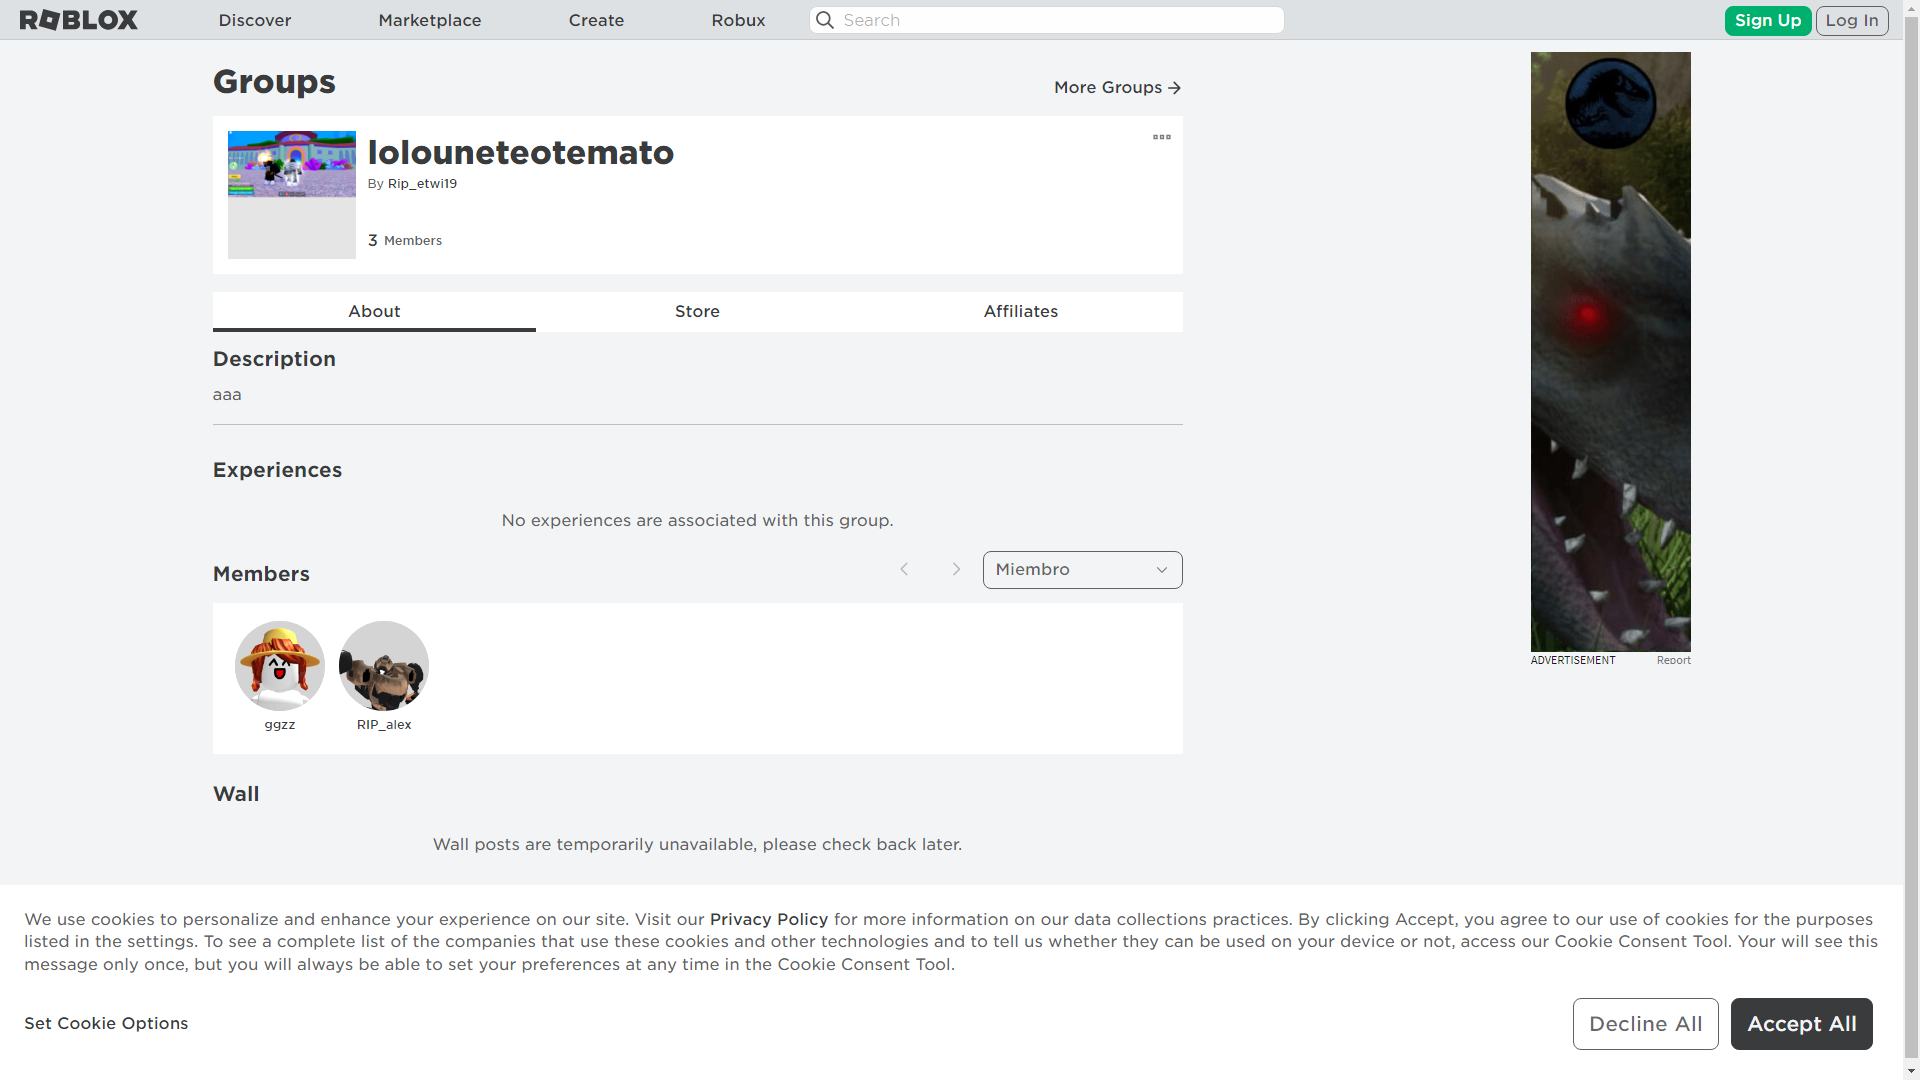 ROBLOX
Discover
Marketplace
Create
Robux
Search
Sign Up
Log In
Groups
More Groups
lolouneteotemato
By Rip_etwi19
3 Members
About
Store
Affiliates
Description
aaa
Experiences
No experiences are associated with this group.
Members
Miembro
ggzz
RIP_alex
Wall
Wall posts are temporarily unavailable, please check back later.
ADVERTISEMENT
Report
We use cookies to personalize and enhance your experience on our site. Visit our Privacy Policy for more information on our data collections practices. By clicking Accept, you agree to our use of cookies for the purposes
listed in the settings. To see a complete list of the companies that use these cookies and other technologies and to tell us whether they can be used on your device or not, access our Cookie Consent Tool. Your will see this
message only once, but you will always be able to set your preferences at any time in the Cookie Consent Tool.
Set Cookie Options
Decline All
Accept All